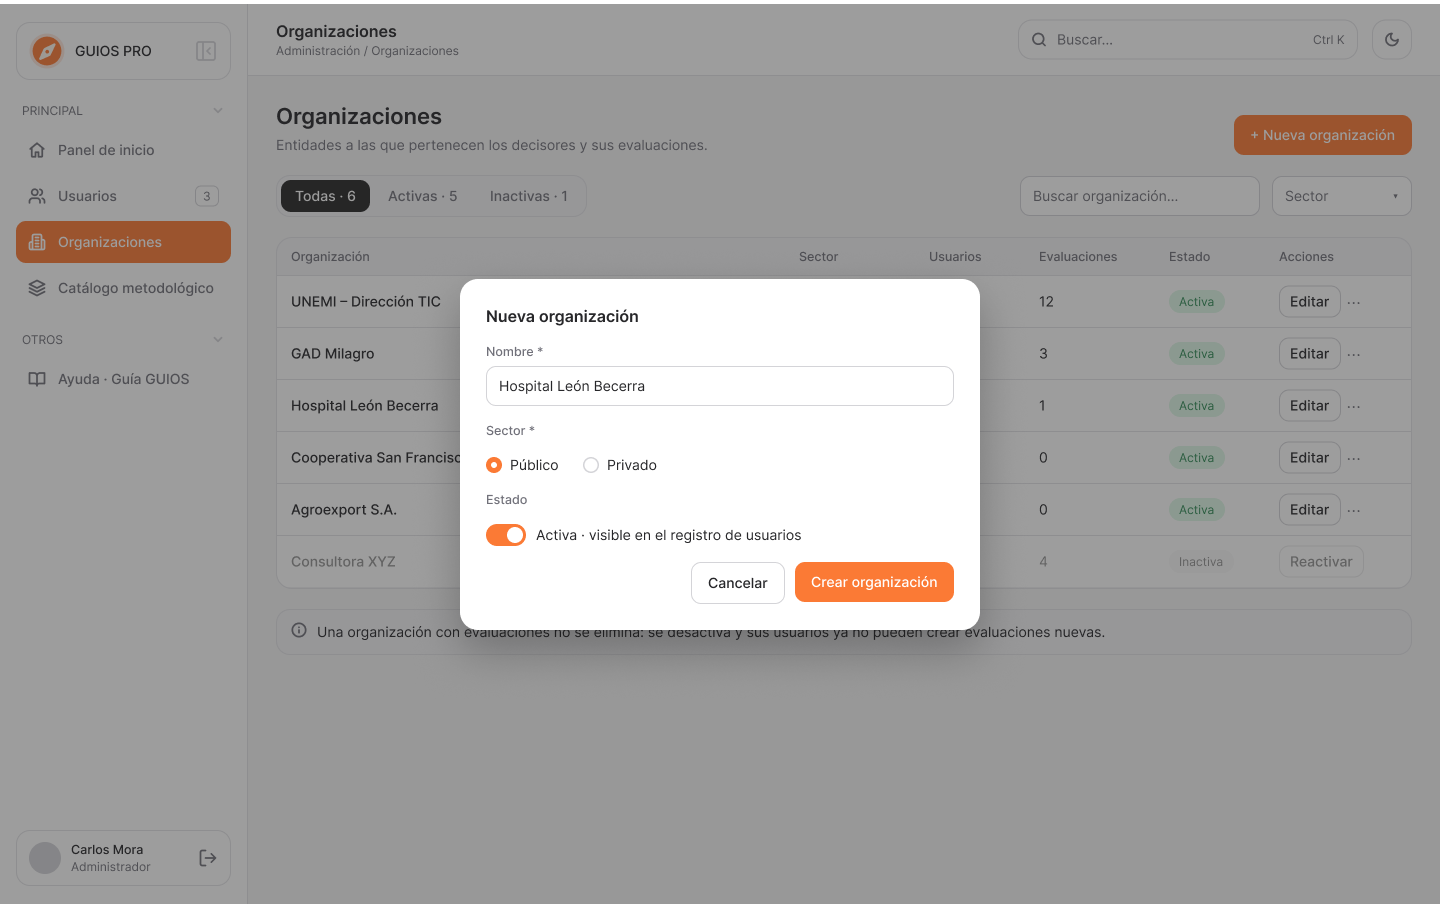 GUIOS PRO
PRINCIPAL
Panel de inicio
Usuarios 3
Organizaciones
Catálogo metodológico
OTROS
Ayuda · Guía GUIOS
Carlos Mora
Administrador
Organizaciones
Administración / Organizaciones
Buscar... Ctrl K
Organizaciones
Entidades a las que pertenecen los decisores y sus evaluaciones.
+ Nueva organización
Todas · 6 Activas · 5 Inactivas · 1
Buscar organización... Sector
Organización Sector Usuarios Evaluaciones Estado Acciones
UNEMI – Dirección TIC 12 Activa Editar ...
GAD Milagro 3 Activa Editar ...
Hospital León Becerra 1 Activa Editar ...
Cooperativa San Francisc 0 Activa Editar ...
Agroexport S.A. 0 Activa Editar ...
Consultora XYZ 4 Inactiva Reactivar
Una organización con evaluaciones no se elimina: se desactiva y sus usuarios ya no pueden crear evaluaciones nuevas.
Nueva organización
Nombre *
Hospital León Becerra
Sector *
Público Privado
Estado
Activa · visible en el registro de usuarios
Cancelar Crear organización